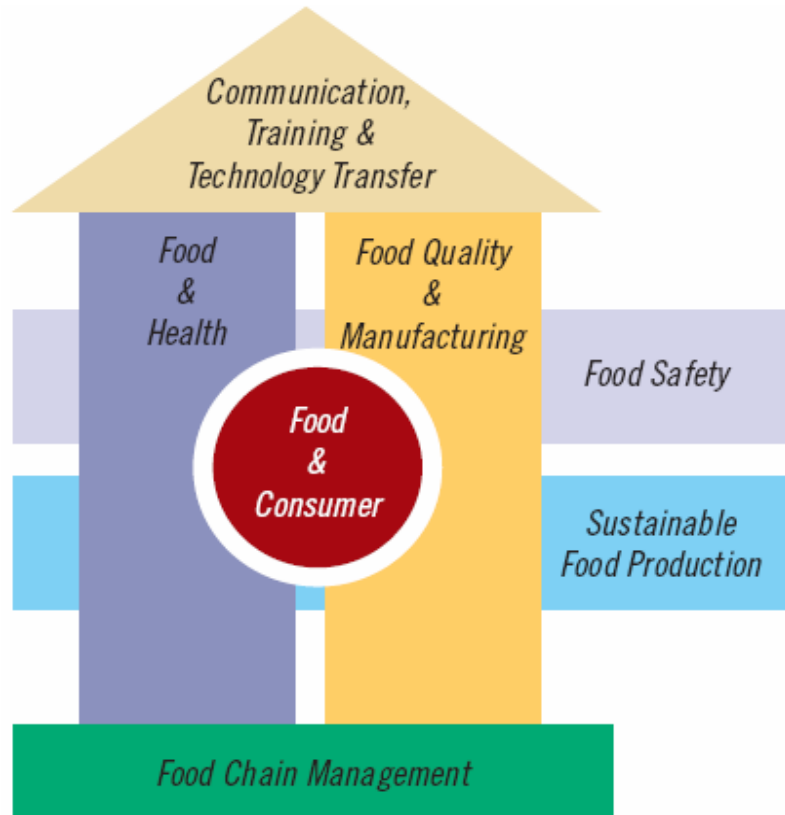 Communication,
Training &
Technology Transfer
Food
&
Health
Food Quality
&
Manufacturing
Food Safety
Food
&
Consumer
Sustainable
Food Production
Food Chain Management